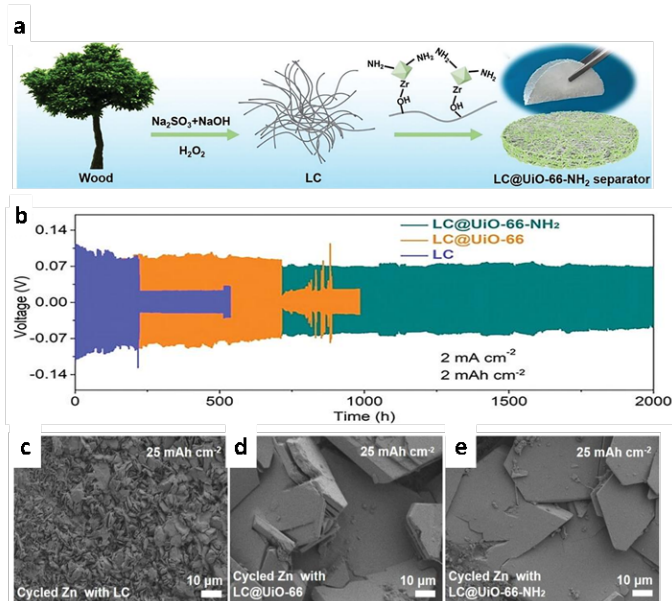 a
NH₂
NH₂
NH₂
NH₂
Zr
Zr
OH
OH
Na₂SO₃+NaOH
H₂O₂
Wood
LC
LC@UiO-66-NH₂ separator
b
LC@UiO-66-NH₂
LC@UiO-66
LC
0.14
0.07
0.00
-0.07
-0.14
Voltage (V)
2 mA cm⁻²
2 mAh cm⁻²
0
500
1000
1500
2000
Time (h)
c
25 mAh cm⁻²
Cycled Zn with LC
10 μm
d
25 mAh cm⁻²
Cycled Zn with
LC@UiO-66
10 μm
e
25 mAh cm⁻²
Cycled Zn with
LC@UiO-66-NH₂
10 μm